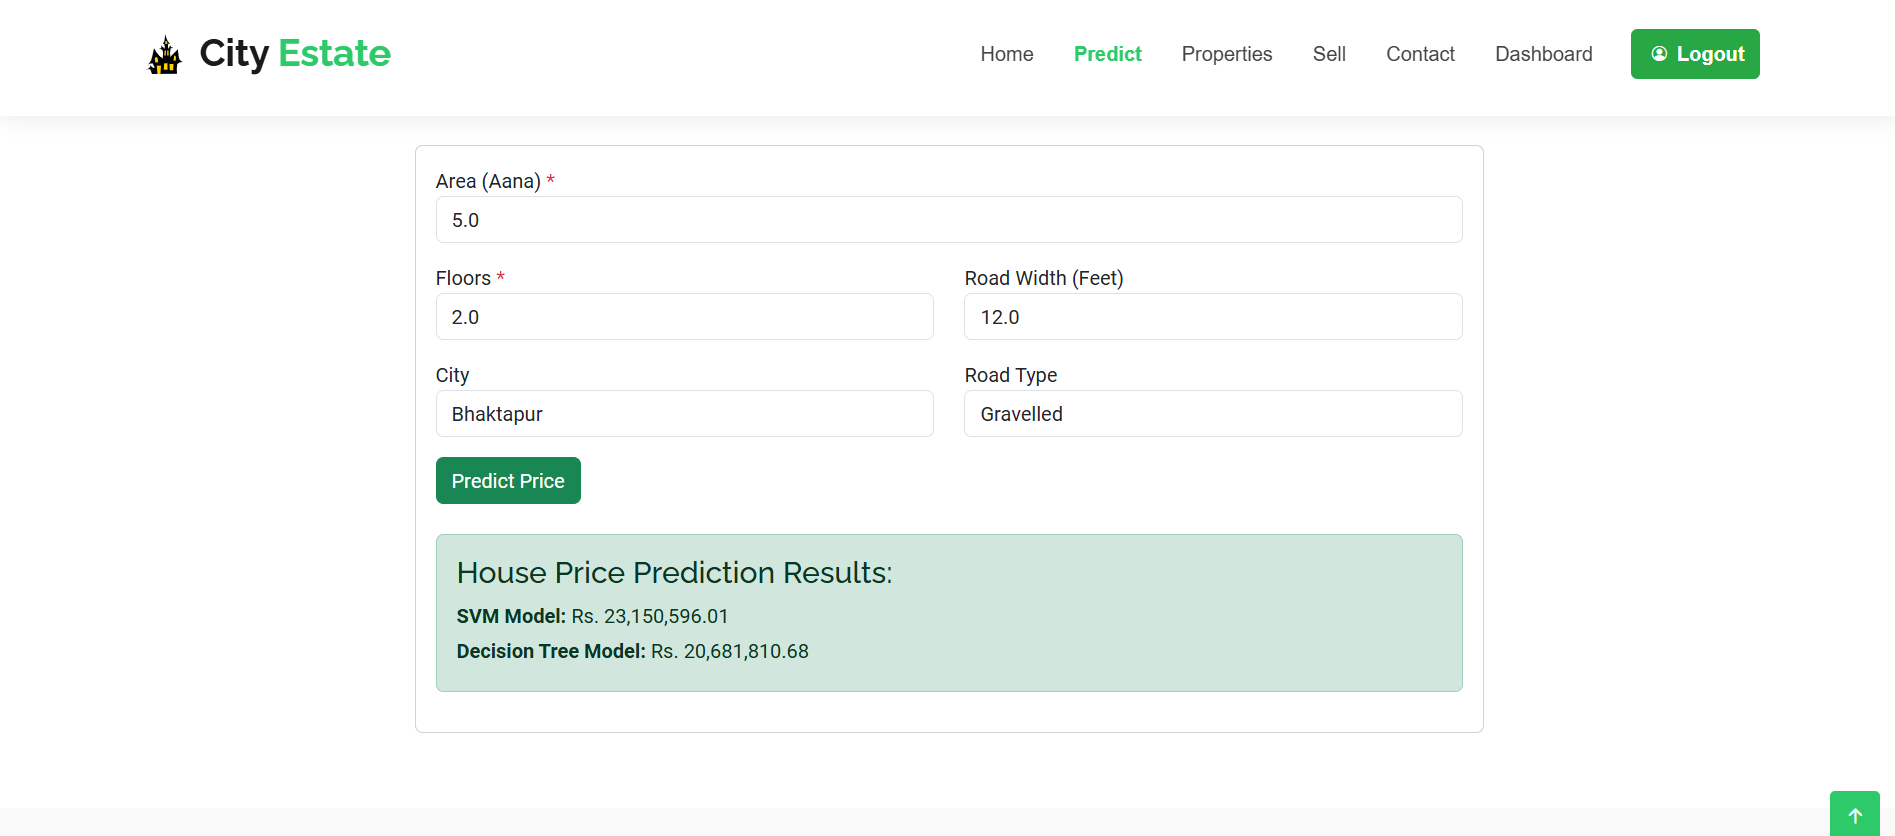 City Estate
Home Predict Properties Sell Contact Dashboard Logout
Area (Aana) *
5.0
Floors * Road Width (Feet)
2.0 12.0
City Road Type
Bhaktapur Gravelled
Predict Price
House Price Prediction Results:
SVM Model: Rs. 23,150,596.01
Decision Tree Model: Rs. 20,681,810.68